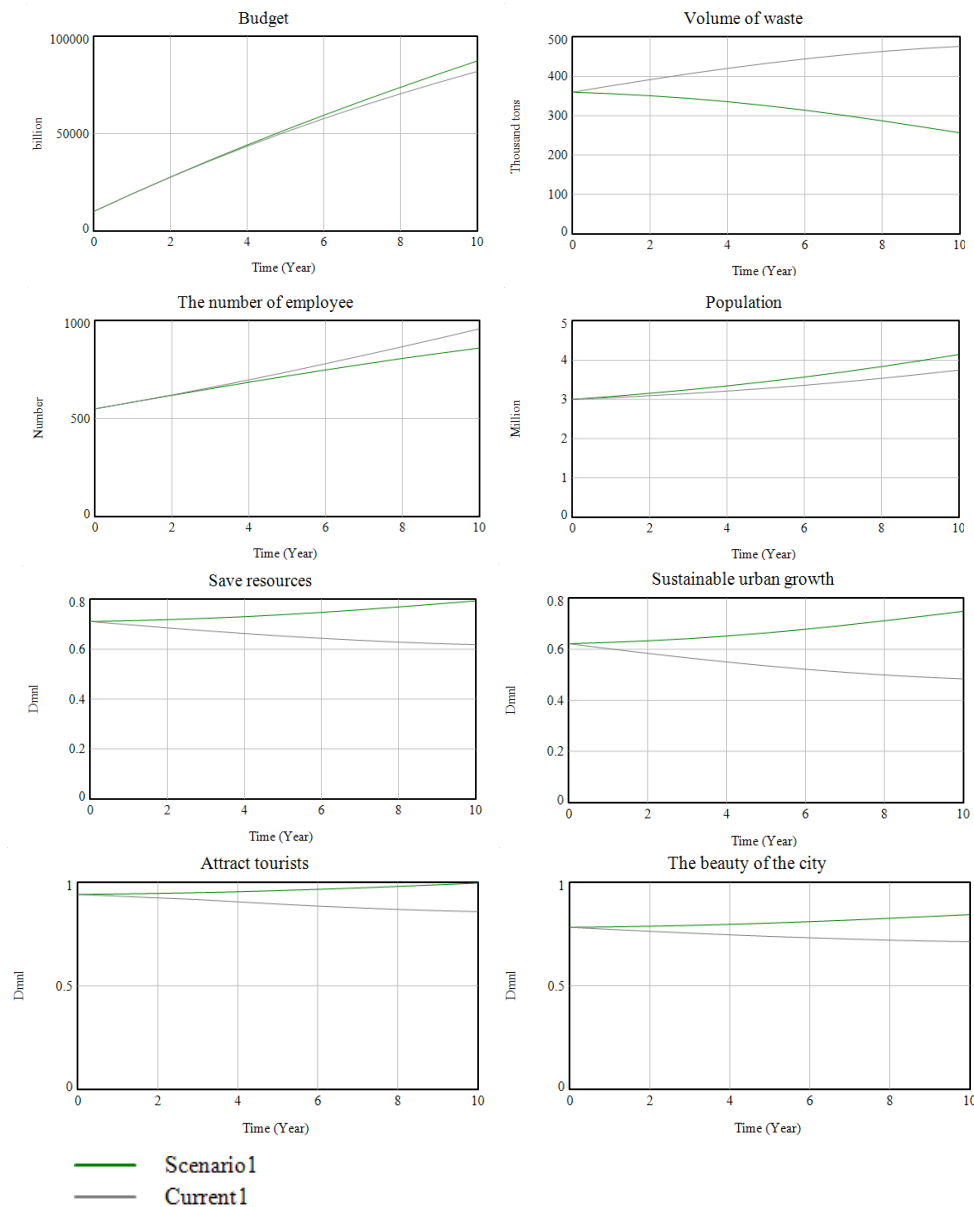 Budget
100000
50000
0
billion
0 2 4 6 8 10
Time (Year)
Volume of waste
500
400
300
200
100
0
Thousand tons
0 2 4 6 8 10
Time (Year)
The number of employee
1000
500
0
Number
0 2 4 6 8 10
Time (Year)
Population
5
4
3
2
1
0
Million
0 2 4 6 8 10
Time (Year)
Save resources
0.8
0.6
0.4
0.2
0
Dmnl
0 2 4 6 8 10
Time (Year)
Sustainable urban growth
0.8
0.6
0.4
0.2
0
Dmnl
0 2 4 6 8 10
Time (Year)
Attract tourists
1
0.5
0
Dmnl
0 2 4 6 8 10
Time (Year)
The beauty of the city
1
0.5
0
Dmnl
0 2 4 6 8 10
Time (Year)
Scenario1
Current1